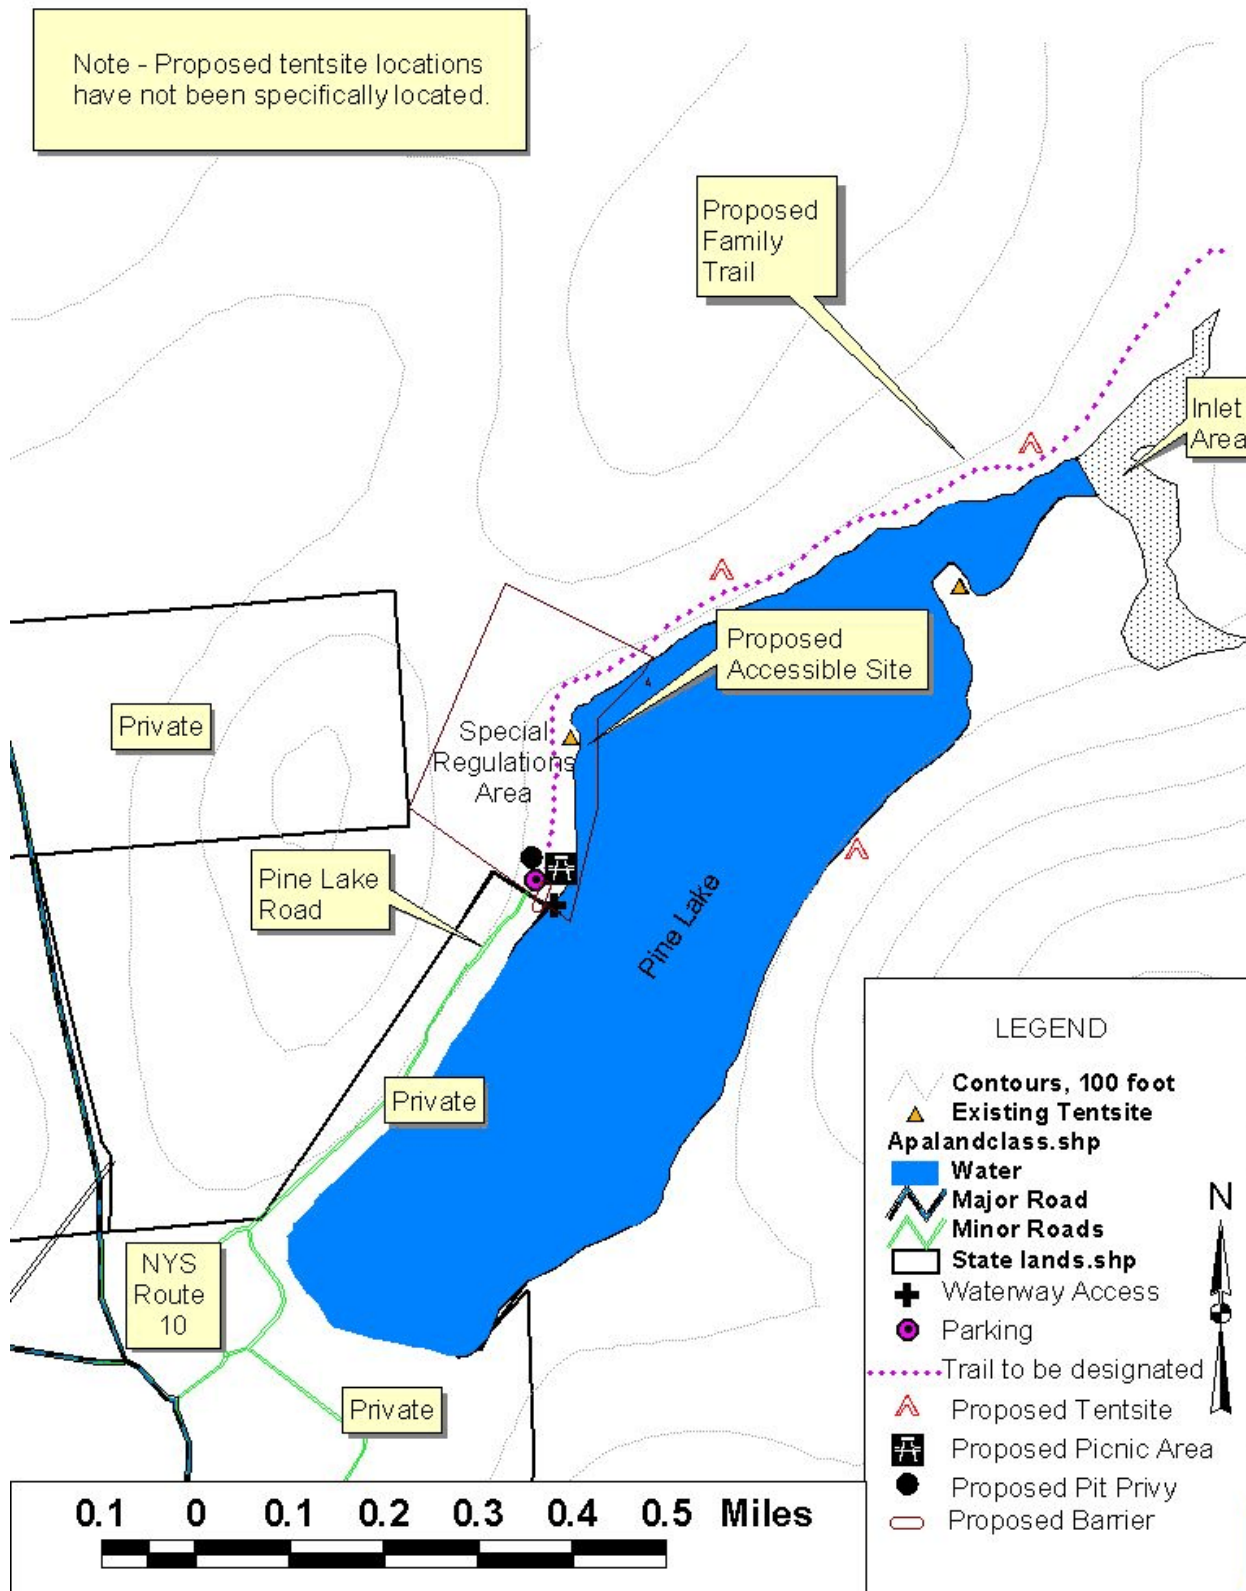 Note - Proposed tentsite locations
have not been specifically located.
Proposed
Family
Trail
Inlet
Area
Proposed
Accessible Site
Private
Special
Regulations
Area
Pine Lake
Road
Pine Lake
Private
NYS
Route
10
Private
LEGEND
Contours, 100 foot
Existing Tentsite
Apalandclass.shp
Water
Major Road
Minor Roads
State lands.shp
Waterway Access
Parking
Trail to be designated
Proposed Tentsite
Proposed Picnic Area
Proposed Pit Privy
Proposed Barrier
N
0.1 0 0.1 0.2 0.3 0.4 0.5 Miles